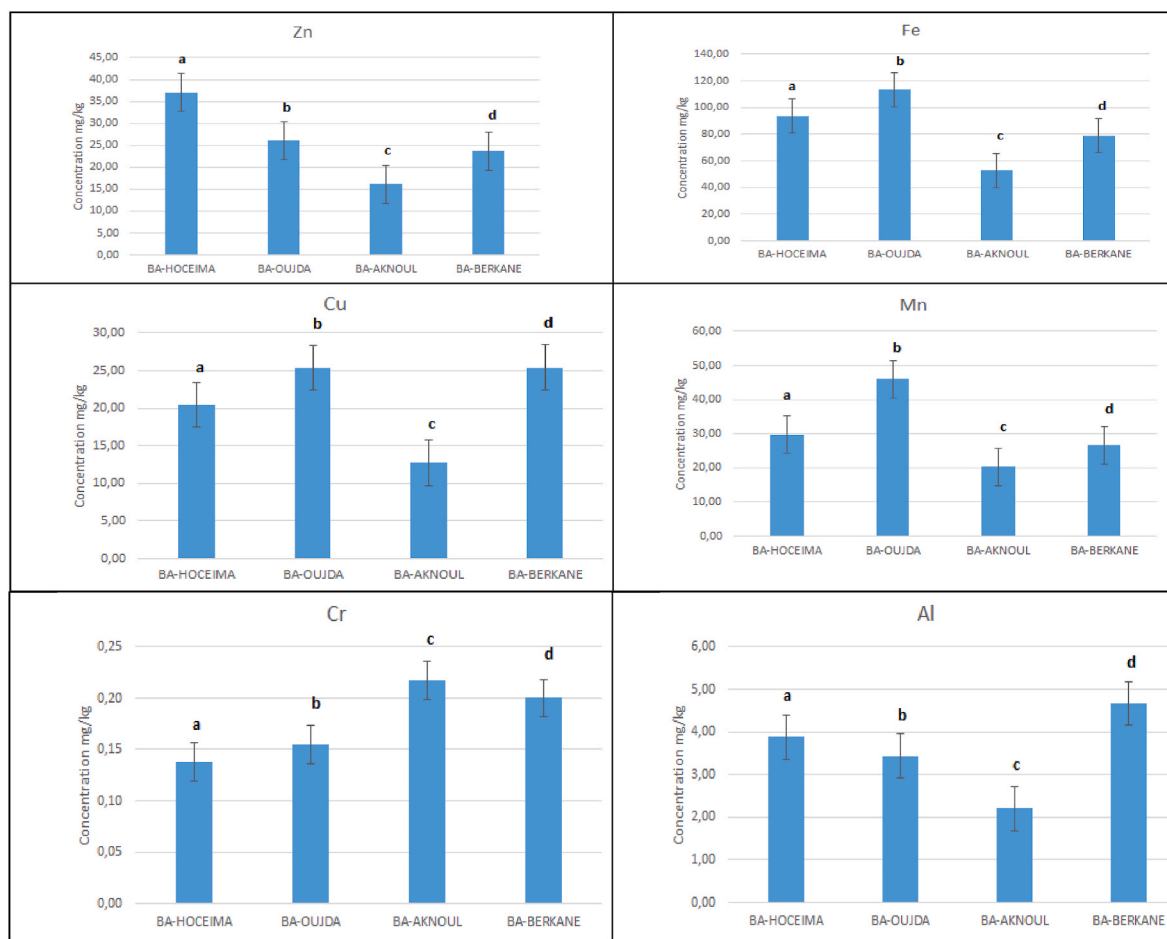 Zn
Concentration mg/kg
45,00
40,00
35,00
30,00
25,00
20,00
15,00
10,00
5,00
0,00
a
b
c
d
BA-HOCEIMA BA-OUJDA BA-AKNOUL BA-BERKANE
Fe
Concentration mg/kg
140,00
120,00
100,00
80,00
60,00
40,00
20,00
0,00
a
b
c
d
BA-HOCEIMA BA-OUJDA BA-AKNOUL BA-BERKANE
Cu
Concentration mg/kg
30,00
25,00
20,00
15,00
10,00
5,00
0,00
a
b
c
d
BA-HOCEIMA BA-OUJDA BA-AKNOUL BA-BERKANE
Mn
Concentration mg/kg
60,00
50,00
40,00
30,00
20,00
10,00
0,00
a
b
c
d
BA-HOCEIMA BA-OUJDA BA-AKNOUL BA-BERKANE
Cr
Concentration mg/kg
0,25
0,20
0,15
0,10
0,05
0,00
a
b
c
d
BA-HOCEIMA BA-OUJDA BA-AKNOUL BA-BERKANE
Al
Concentration mg/kg
6,00
5,00
4,00
3,00
2,00
1,00
0,00
a
b
c
d
BA-HOCEIMA BA-OUJDA BA-AKNOUL BA-BERKANE